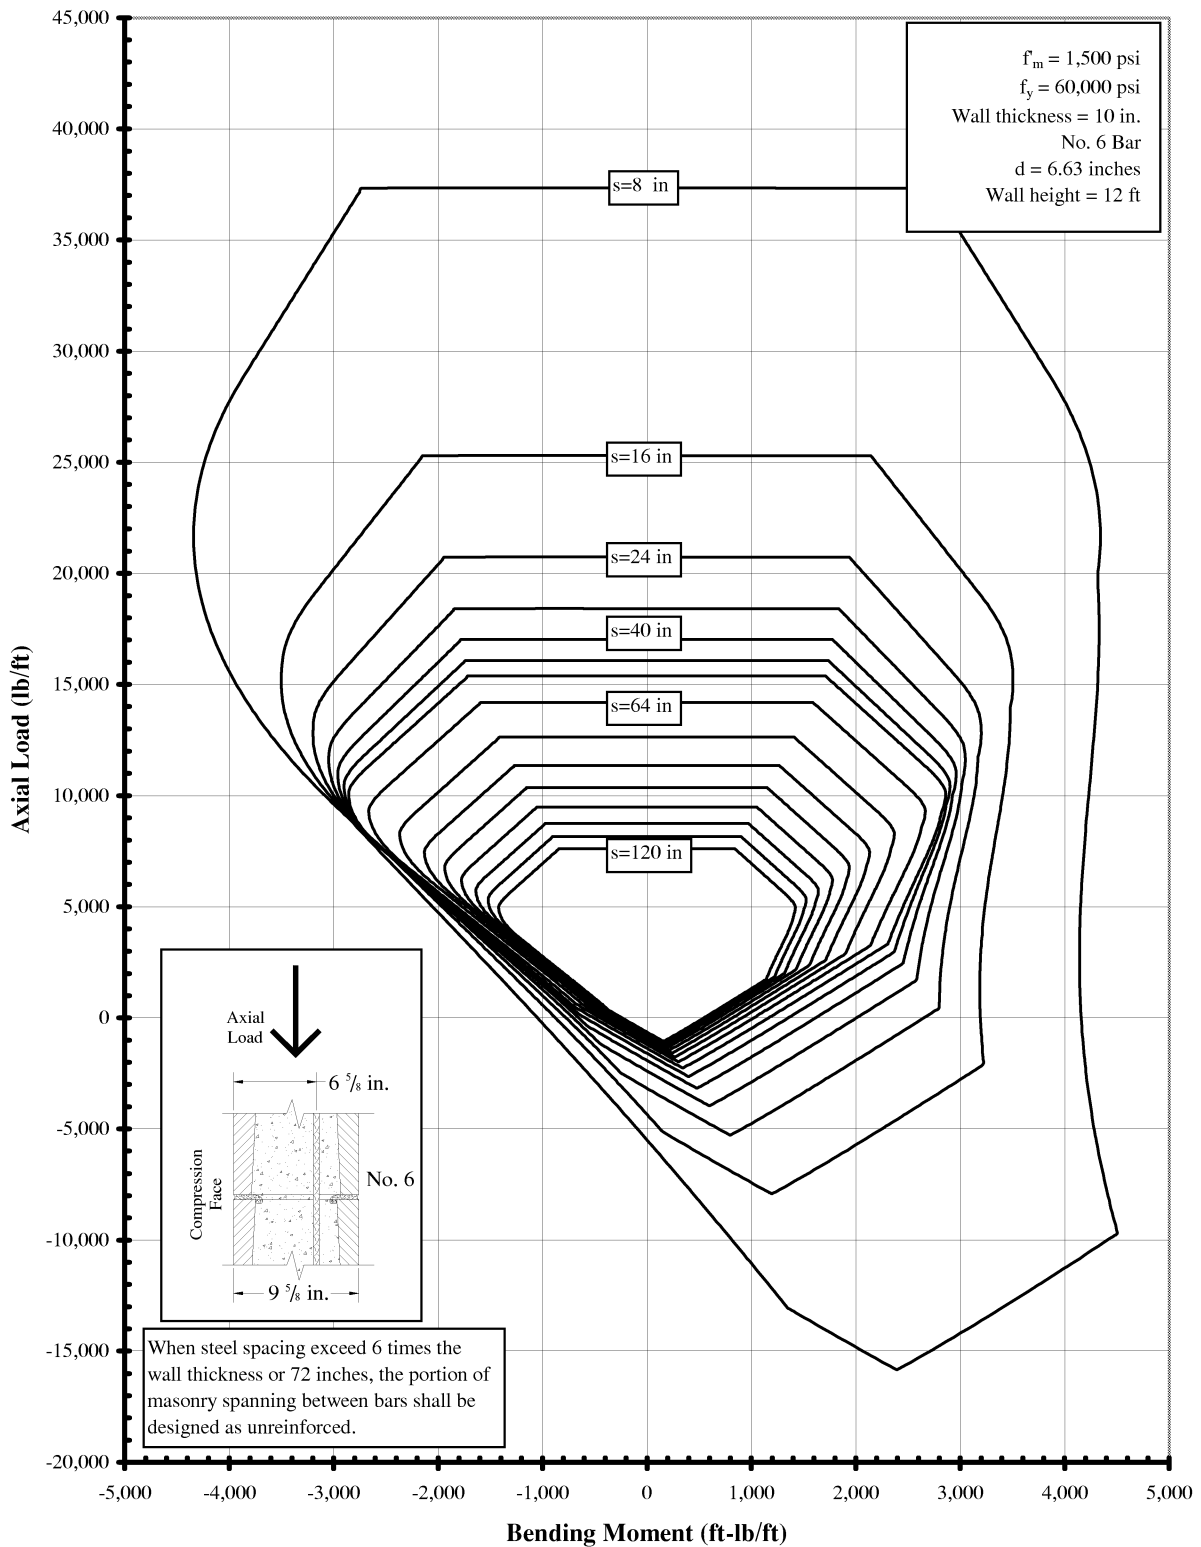 45,000
40,000
35,000
30,000
25,000
20,000
15,000
10,000
5,000
0
-5,000
-10,000
-15,000
-20,000
Axial Load (lb/ft)
f'm = 1,500 psi
fy = 60,000 psi
Wall thickness = 10 in.
No. 6 Bar
d = 6.63 inches
Wall height = 12 ft
s=8 in
s=16 in
s=24 in
s=40 in
s=64 in
s=120 in
Axial
Load
6 5/8 in.
Compression
Face
No. 6
9 5/8 in.
When steel spacing exceed 6 times the
wall thickness or 72 inches, the portion of
masonry spanning between bars shall be
designed as unreinforced.
-5,000 -4,000 -3,000 -2,000 -1,000 0 1,000 2,000 3,000 4,000 5,000
Bending Moment (ft-lb/ft)